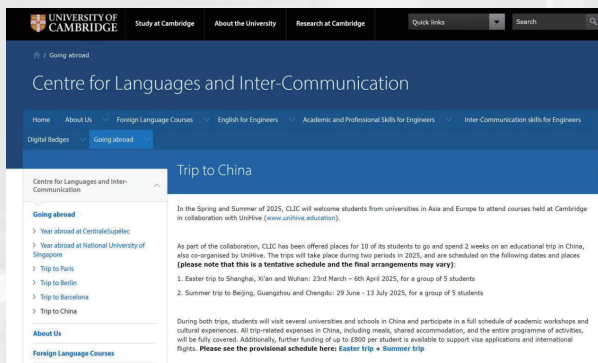 UNIVERSITY OF
CAMBRIDGE
Study at Cambridge
About the University
Research at Cambridge
Quick links
Search
/ Going abroad
Centre for Languages and Inter-Communication
Home
About Us
Foreign Language Courses
English for Engineers
Academic and Professional Skills for Engineers
Inter-Communication skills for Engineers
Digital Badges
Going abroad
Centre for Languages and Inter-
Communication
Going abroad
> Year abroad at CentraleSupélec
> Year abroad at National University of
Singapore
> Trip to Paris
> Trip to Berlin
> Trip to Barcelona
> Trip to China
About Us
Foreign Language Courses
Trip to China
In the Spring and Summer of 2025, CLIC will welcome students from universities in Asia and Europe to attend courses held at Cambridge
in collaboration with UniHive (www.unihive.education).
As part of the collaboration, CLIC has been offered places for 10 of its students to go and spend 2 weeks on an educational trip in China,
also co-organised by UniHive. The trips will take place during two periods in 2025, and are scheduled on the following dates and places
(please note that this is a tentative schedule and the final arrangements may vary):
1. Easter trip to Shanghai, Xi'an and Wuhan: 23rd March – 6th April 2025, for a group of 5 students
2. Summer trip to Beijing, Guangzhou and Chengdu: 29 June - 13 July 2025, for a group of 5 students
During both trips, students will visit several universities and schools in China and participate in a full schedule of academic workshops and
cultural experiences. All trip-related expenses in China, including meals, shared accommodation, and the entire programme of activities,
will be fully covered. Additionally, further funding of up to £800 per student is available to support visa applications and international
flights. Please see the provisional schedule here: Easter trip + Summer trip